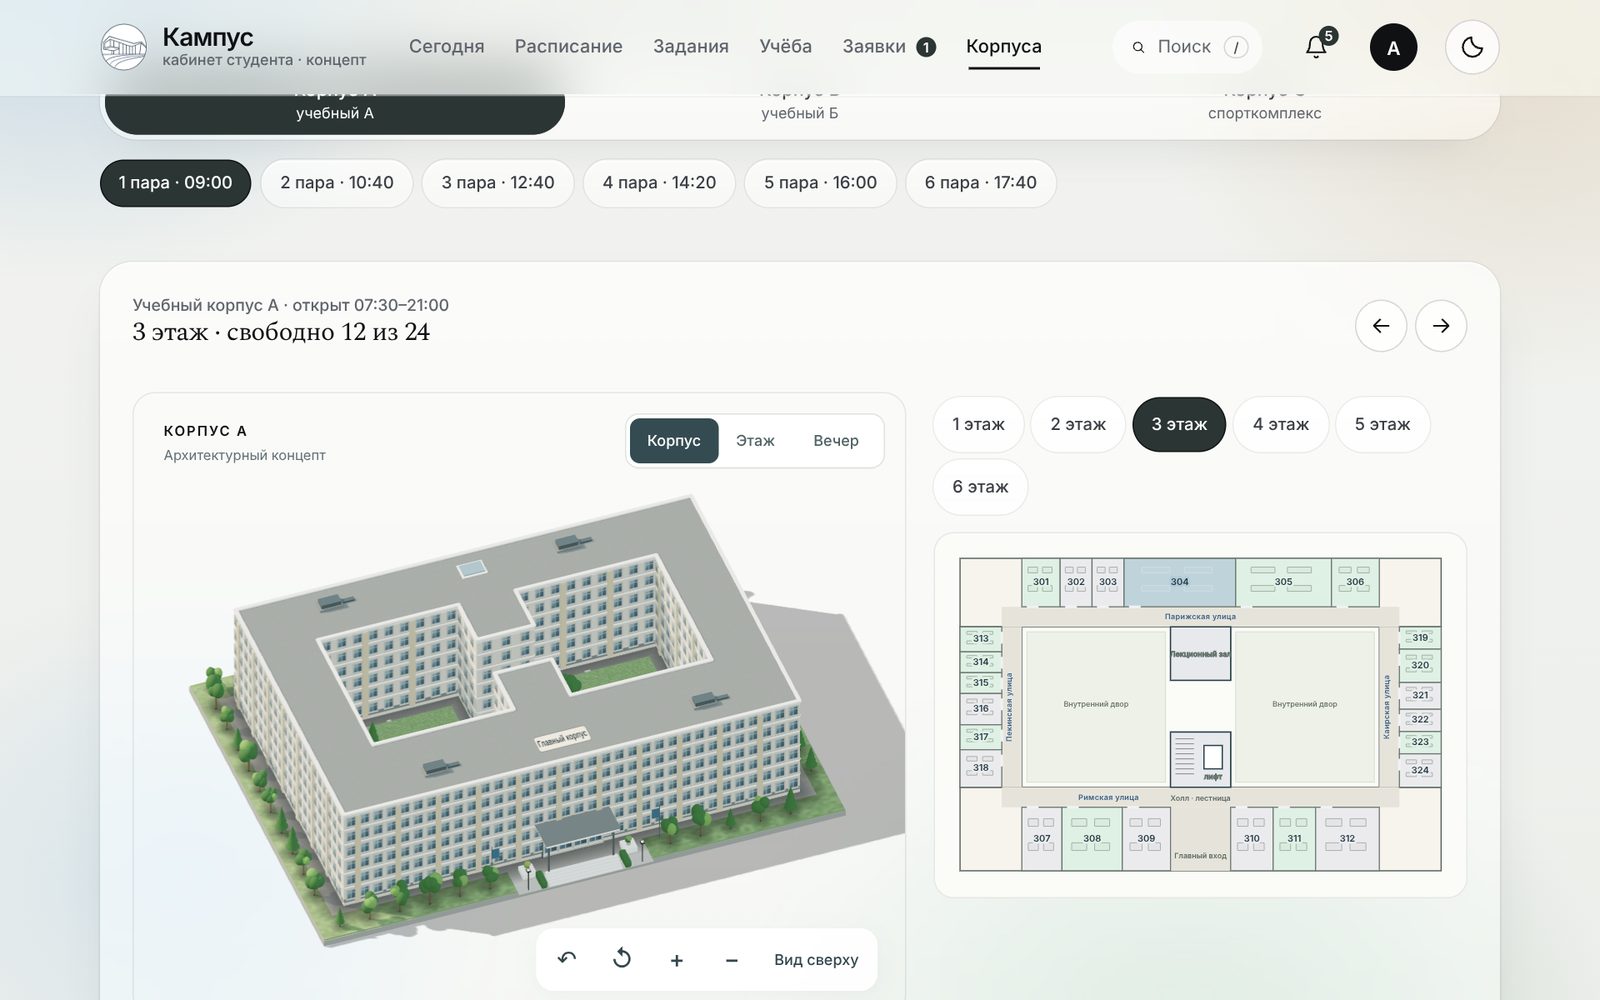 Кампус
кабинет студента · концепт
Сегодня
Расписание
Задания
Учёба
Заявки 1
Корпуса
Поиск /
5
А
учебный А
учебный Б
спорткомплекс
1 пара · 09:00
2 пара · 10:40
3 пара · 12:40
4 пара · 14:20
5 пара · 16:00
6 пара · 17:40
Учебный корпус А · открыт 07:30–21:00
3 этаж · свободно 12 из 24
КОРПУС А
Архитектурный концепт
Корпус
Этаж
Вечер
1 этаж
2 этаж
3 этаж
4 этаж
5 этаж
6 этаж
Главный корпус
301
302
303
304
305
306
Парижская улица
313
314
315
316
317
318
Пекинская улица
Лекционный зал
Внутренний двор
Внутренний двор
лифт
Каирская улица
319
320
321
322
323
324
Римская улица
Холл · лестница
307
308
309
Главный вход
310
311
312
+
−
Вид сверху